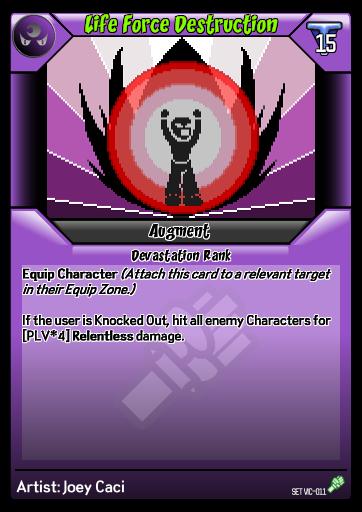 Life Force Destruction
15
Augment
Devastation Rank
Equip Character (Attach this card to a relevant target
in their Equip Zone.)
If the user is Knocked Out, hit all enemy Characters for
[PLV*4] Relentless damage.
Artist: Joey Caci
SET VIC-011